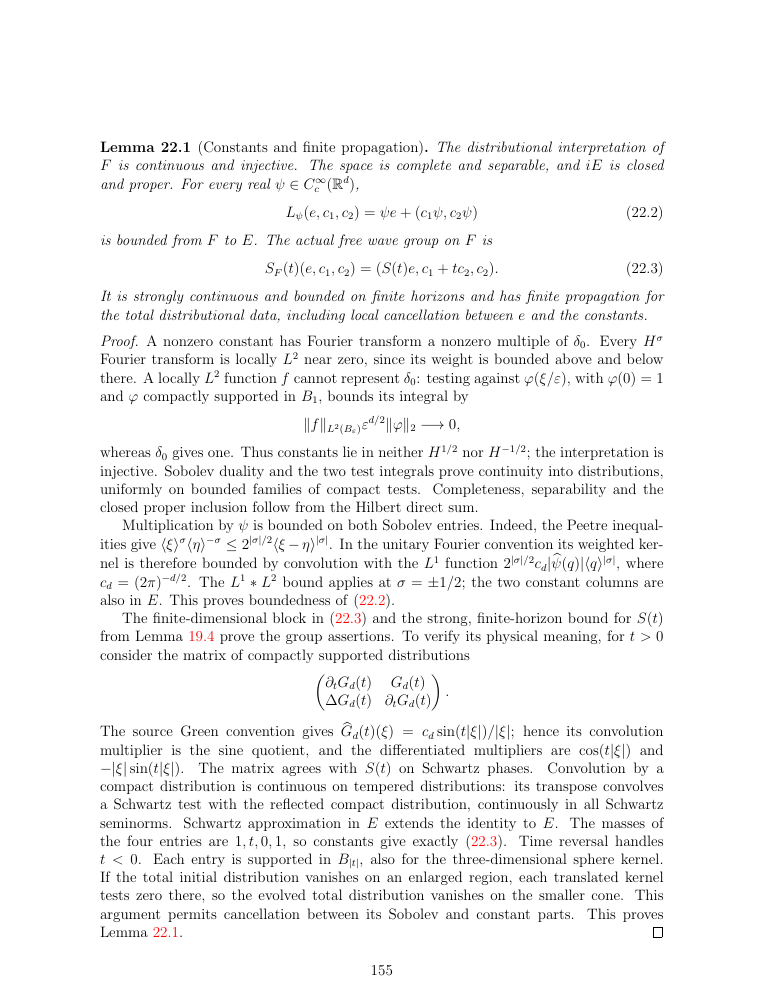 Lemma 22.1 (Constants and finite propagation). The distributional interpretation of
F is continuous and injective. The space is complete and separable, and iE is closed
and proper. For every real ψ ∈ C_c^∞(ℝ^d),
L_ψ(e, c₁, c₂) = ψe + (c₁ψ, c₂ψ) (22.2)
is bounded from F to E. The actual free wave group on F is
S_F(t)(e, c₁, c₂) = (S(t)e, c₁ + tc₂, c₂). (22.3)
It is strongly continuous and bounded on finite horizons and has finite propagation for
the total distributional data, including local cancellation between e and the constants.
Proof. A nonzero constant has Fourier transform a nonzero multiple of δ₀. Every H^σ
Fourier transform is locally L² near zero, since its weight is bounded above and below
there. A locally L² function f cannot represent δ₀: testing against φ(ξ/ε), with φ(0) = 1
and φ compactly supported in B₁, bounds its integral by
‖f‖_{L²(B_ε)} ε^{d/2} ‖φ‖₂ ⟶ 0,
whereas δ₀ gives one. Thus constants lie in neither H^{1/2} nor H^{−1/2}; the interpretation is
injective. Sobolev duality and the two test integrals prove continuity into distributions,
uniformly on bounded families of compact tests. Completeness, separability and the
closed proper inclusion follow from the Hilbert direct sum.
Multiplication by ψ is bounded on both Sobolev entries. Indeed, the Peetre inequal-
ities give ⟨ξ⟩^σ⟨η⟩^{−σ} ≤ 2^{|σ|/2}⟨ξ − η⟩^{|σ|}. In the unitary Fourier convention its weighted ker-
nel is therefore bounded by convolution with the L¹ function 2^{|σ|/2}c_d|ψ̂(q)|⟨q⟩^{|σ|}, where
c_d = (2π)^{−d/2}. The L¹ ∗ L² bound applies at σ = ±1/2; the two constant columns are
also in E. This proves boundedness of (22.2).
The finite-dimensional block in (22.3) and the strong, finite-horizon bound for S(t)
from Lemma 19.4 prove the group assertions. To verify its physical meaning, for t > 0
consider the matrix of compactly supported distributions
( ∂_tG_d(t) G_d(t)
ΔG_d(t) ∂_tG_d(t) ) .
The source Green convention gives Ĝ_d(t)(ξ) = c_d sin(t|ξ|)/|ξ|; hence its convolution
multiplier is the sine quotient, and the differentiated multipliers are cos(t|ξ|) and
−|ξ| sin(t|ξ|). The matrix agrees with S(t) on Schwartz phases. Convolution by a
compact distribution is continuous on tempered distributions: its transpose convolves
a Schwartz test with the reflected compact distribution, continuously in all Schwartz
seminorms. Schwartz approximation in E extends the identity to E. The masses of
the four entries are 1, t, 0, 1, so constants give exactly (22.3). Time reversal handles
t < 0. Each entry is supported in B_{|t|}, also for the three-dimensional sphere kernel.
If the total initial distribution vanishes on an enlarged region, each translated kernel
tests zero there, so the evolved total distribution vanishes on the smaller cone. This
argument permits cancellation between its Sobolev and constant parts. This proves
Lemma 22.1. □
155